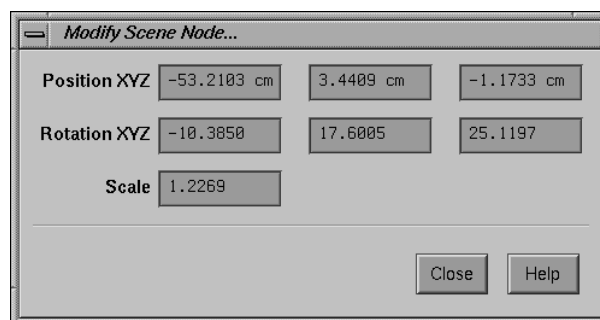 Modify Scene Node...
Position XYZ -53.2103 cm 3.4409 cm -1.1733 cm
Rotation XYZ -10.3850 17.6005 25.1197
Scale 1.2269
Close Help